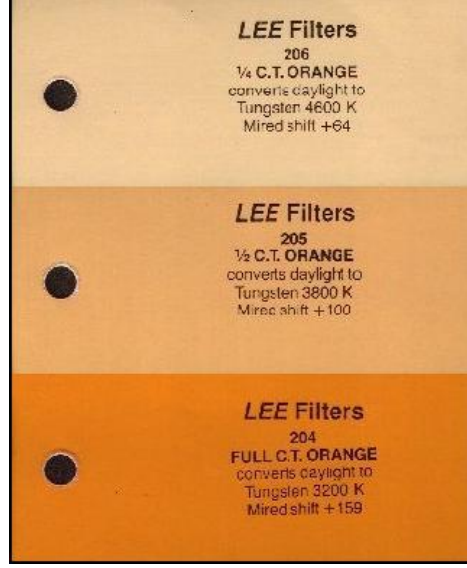 LEE Filters
206
¼ C.T. ORANGE
converts daylight to
Tungsten 4600 K
Mired shift +64
LEE Filters
205
½ C.T. ORANGE
converts daylight to
Tungsten 3800 K
Mired shift +100
LEE Filters
204
FULL C.T. ORANGE
converts daylight to
Tungsten 3200 K
Mired shift +159